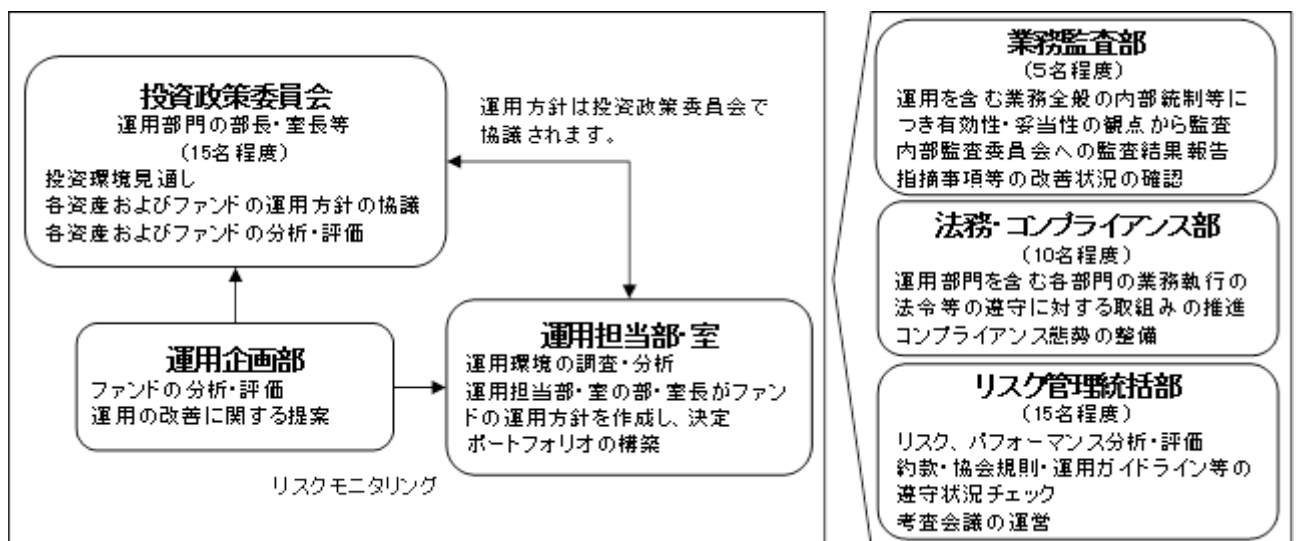 投資政策委員会
運用部門の部長・室長等
(15名程度)
投資環境見通し
各資産およびファンドの運用方針の協議
各資産およびファンドの分析・評価
運用方針は投資政策委員会で
協議されます。
運用企画部
ファンドの分析・評価
運用の改善に関する提案
運用担当部・室
運用環境の調査・分析
運用担当部・室の部・室長がファン
ドの運用方針を作成し、決定
ポートフォリオの構築
リスクモニタリング
業務監査部
(5名程度)
運用を含む業務全般の内部統制等に
つき有効性・妥当性の観点から監査
内部監査委員会への監査結果報告
指摘事項等の改善状況の確認
法務・コンプライアンス部
(10名程度)
運用部門を含む各部門の業務執行の
法令等の遵守に対する取組みの推進
コンプライアンス態勢の整備
リスク管理統括部
(15名程度)
リスク、パフォーマンス分析・評価
約款・協会規則・運用ガイドライン等の
遵守状況チェック
考査会議の運営